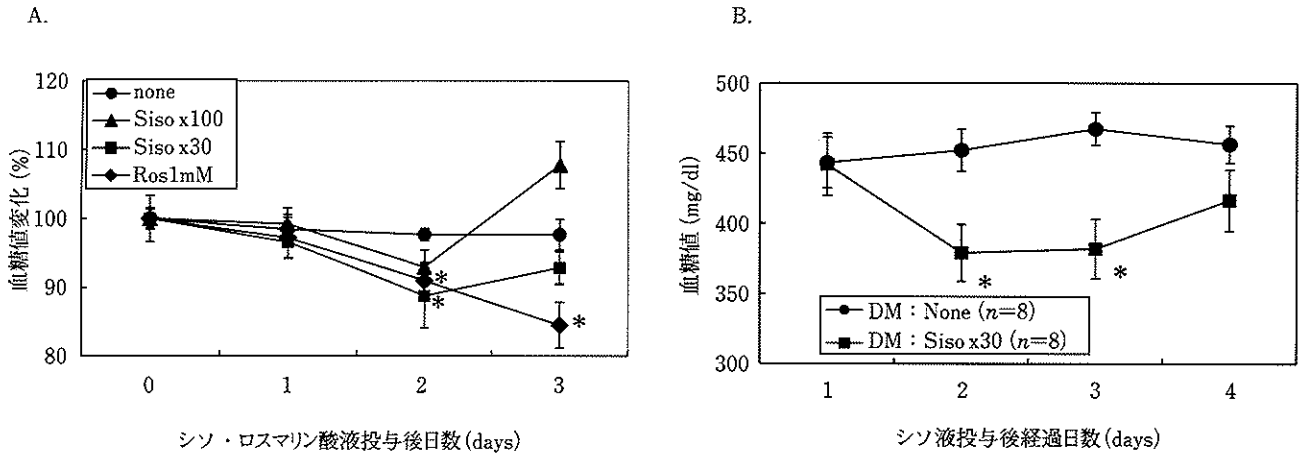 A.
血糖値変化 (%)
120
110
100
90
80
none
Siso x100
Siso x30
Ros1mM
*
*
*
0 1 2 3
シソ・ロスマリン酸液投与後日数 (days)
B.
血糖値 (mg/dl)
500
450
400
350
300
*
*
DM：None (n=8)
DM：Siso x30 (n=8)
1 2 3 4
シソ液投与後経過日数 (days)